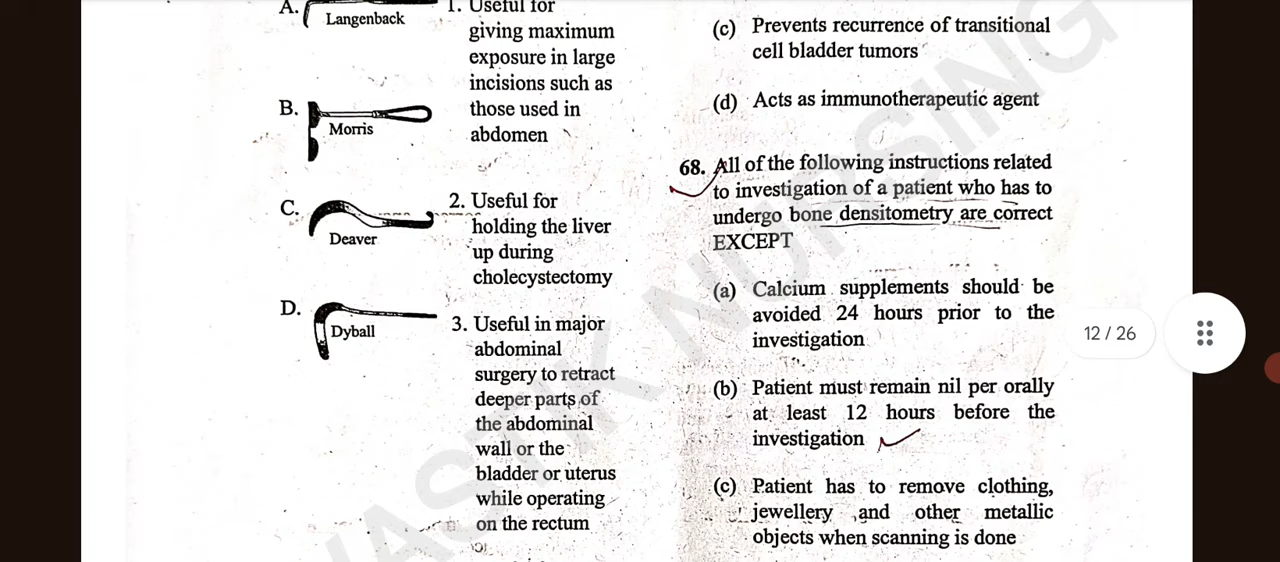 A.
Langenback
1. Useful for
giving maximum
exposure in large
incisions such as
those used in
abdomen
B.
Morris
C.
Deaver
2. Useful for
holding the liver
up during
cholecystectomy
D.
Dyball
3. Useful in major
abdominal
surgery to retract
deeper parts of
the abdominal
wall or the
bladder or uterus
while operating
on the rectum
(c) Prevents recurrence of transitional
cell bladder tumors
(d) Acts as immunotherapeutic agent
68. All of the following instructions related
to investigation of a patient who has to
undergo bone densitometry are correct
EXCEPT
(a) Calcium supplements should be
avoided 24 hours prior to the
investigation
(b) Patient must remain nil per orally
at least 12 hours before the
investigation
(c) Patient has to remove clothing,
jewellery and other metallic
objects when scanning is done
12 / 26
ASTIK NURSING